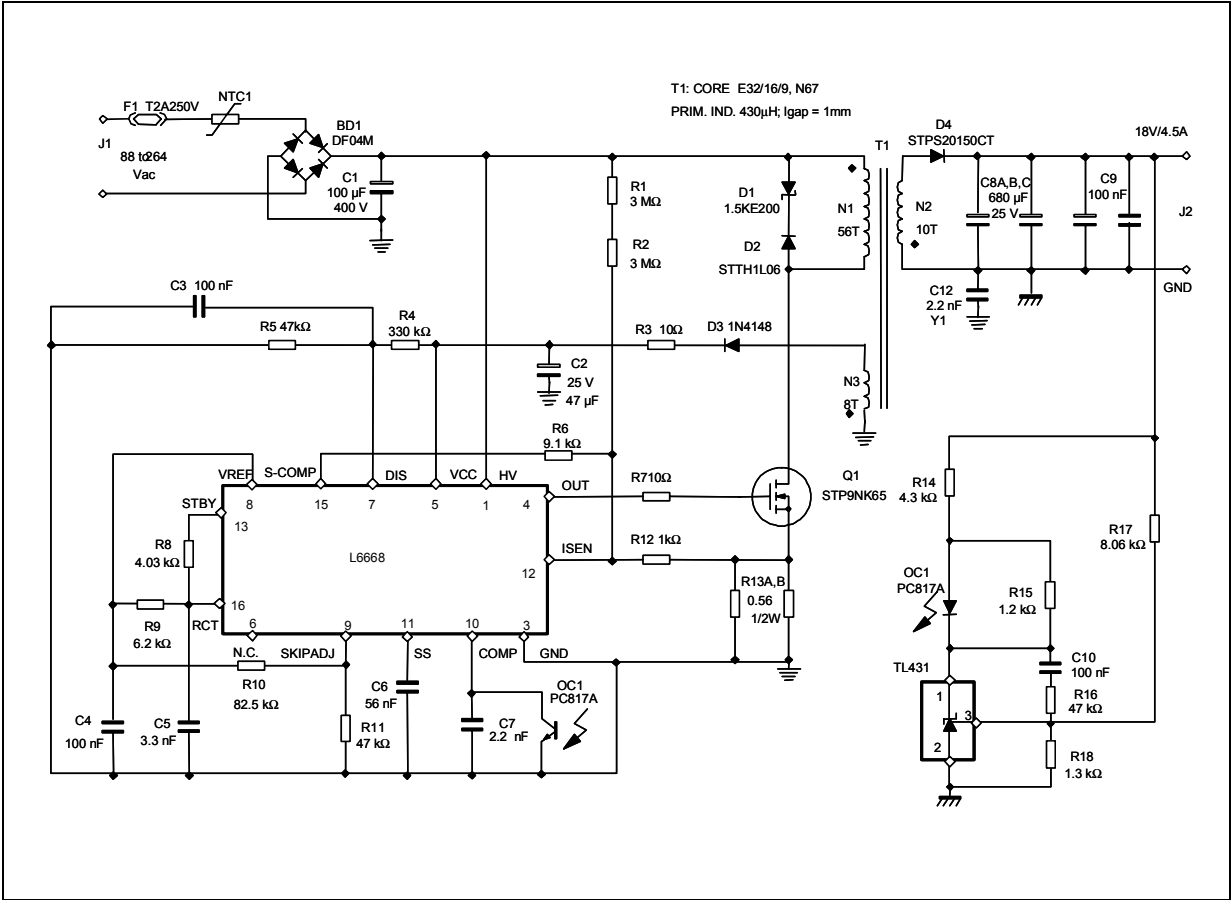 T1: CORE E32/16/9, N67
PRIM. IND. 430µH; lgap = 1mm
F1 T2A250V
NTC1
J1
88 to264
Vac
BD1
DF04M
C1
100 µF
400 V
R1
3 MΩ
R2
3 MΩ
D1
1.5KE200
D2
STTH1L06
T1
N1
56T
N2
10T
D4
STPS20150CT
18V/4.5A
C8A,B,C
680 µF
25 V
C9
100 nF
J2
GND
C12
2.2 nF
Y1
C3 100 nF
R5 47kΩ
R4
330 kΩ
R3 10Ω
D3 1N4148
C2
25 V
47 µF
N3
8T
R6
9.1 kΩ
VREF
S-COMP
DIS
VCC
HV
OUT
8
15
7
5
1
4
STBY
13
R8
4.03 kΩ
L6668
ISEN
12
R710Ω
Q1
STP9NK65
R12 1kΩ
R13A,B
0.56
1/2W
R9
6.2 kΩ
RCT
16
6
9
11
10
3
N.C.
SKIPADJ
SS
COMP
GND
R10
82.5 kΩ
C4
100 nF
C5
3.3 nF
R11
47 kΩ
C6
56 nF
C7
2.2 nF
OC1
PC817A
R14
4.3 kΩ
R17
8.06 kΩ
OC1
PC817A
R15
1.2 kΩ
C10
100 nF
TL431
1
3
2
R16
47 kΩ
R18
1.3 kΩ